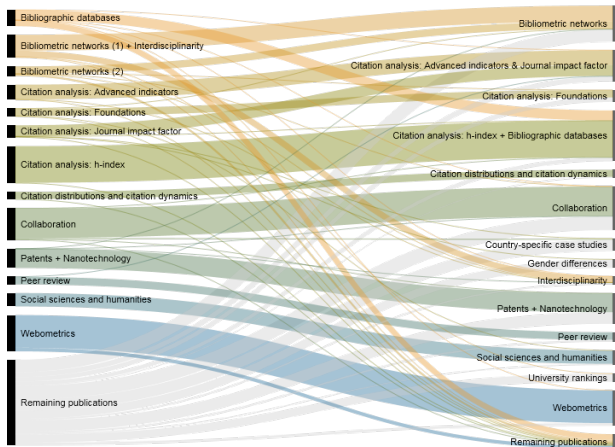 Bibliographic databases
Bibliometric networks (1) + Interdisciplinarity
Bibliometric networks (2)
Citation analysis: Advanced indicators
Citation analysis: Foundations
Citation analysis: Journal impact factor
Citation analysis: h-index
Citation distributions and citation dynamics
Collaboration
Patents + Nanotechnology
Peer review
Social sciences and humanities
Webometrics
Remaining publications
Bibliometric networks
Citation analysis: Advanced indicators & Journal impact factor
Citation analysis: Foundations
Citation analysis: h-index + Bibliographic databases
Citation distributions and citation dynamics
Collaboration
Country-specific case studies
Gender differences
Interdisciplinarity
Patents + Nanotechnology
Peer review
Social sciences and humanities
University rankings
Webometrics
Remaining publications